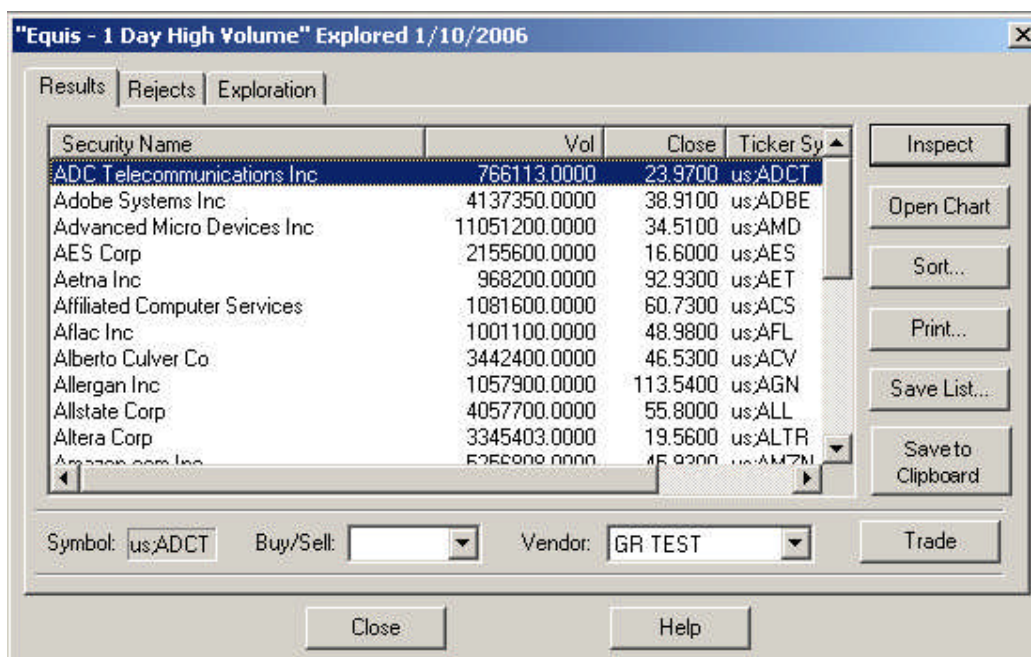 "Equis - 1 Day High Volume" Explored 1/10/2006
Results Rejects Exploration
Security Name Vol Close Ticker Sy
ADC Telecommunications Inc 766113.0000 23.9700 us;ADCT
Adobe Systems Inc 4137350.0000 38.9100 us;ADBE
Advanced Micro Devices Inc 11051200.0000 34.5100 us;AMD
AES Corp 2155600.0000 16.6000 us;AES
Aetna Inc 968200.0000 92.9300 us;AET
Affiliated Computer Services 1081600.0000 60.7300 us;ACS
Aflac Inc 1001100.0000 48.9800 us;AFL
Alberto Culver Co 3442400.0000 46.5300 us;ACV
Allergan Inc 1057900.0000 113.5400 us;AGN
Allstate Corp 4057700.0000 55.8000 us;ALL
Altera Corp 3345403.0000 19.5600 us;ALTR
Inspect
Open Chart
Sort...
Print...
Save List...
Save to
Clipboard
Symbol: us;ADCT Buy/Sell: Vendor: GR TEST Trade
Close Help